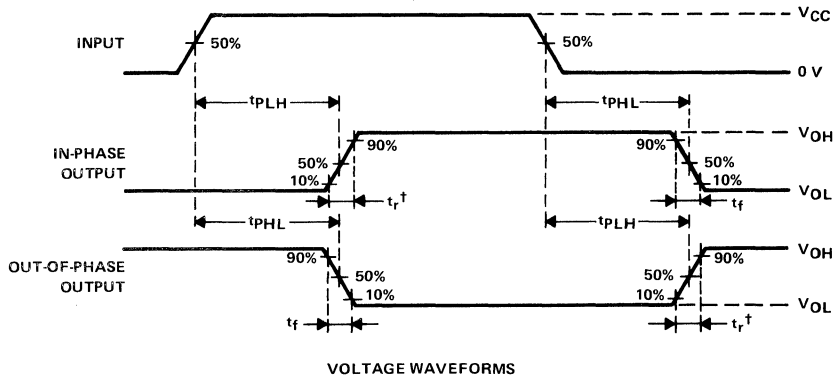 VCC
INPUT
50%
50%
0 V
tPLH
tPHL
VOH
IN-PHASE
OUTPUT
90%
50%
10%
90%
50%
10%
VOL
tr†
tf
tPHL
tPLH
VOH
OUT-OF-PHASE
OUTPUT
90%
50%
10%
90%
50%
10%
VOL
tf
tr†
VOLTAGE WAVEFORMS